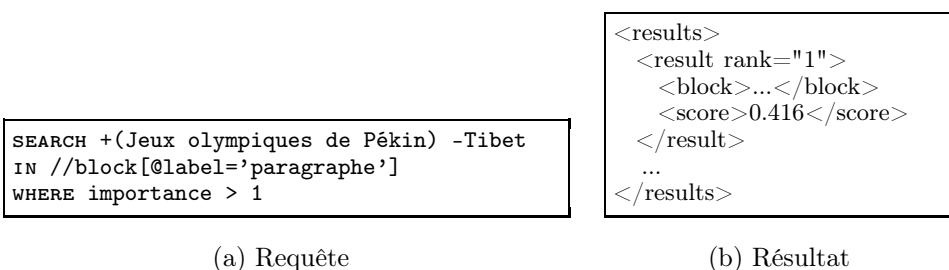 SEARCH +(Jeux olympiques de Pékin) -Tibet
IN //block[@label='paragraphe']
WHERE importance > 1
(a) Requête
<results>
<result rank="1">
<block>...</block>
<score>0.416</score>
</result>
...
</results>
(b) Résultat